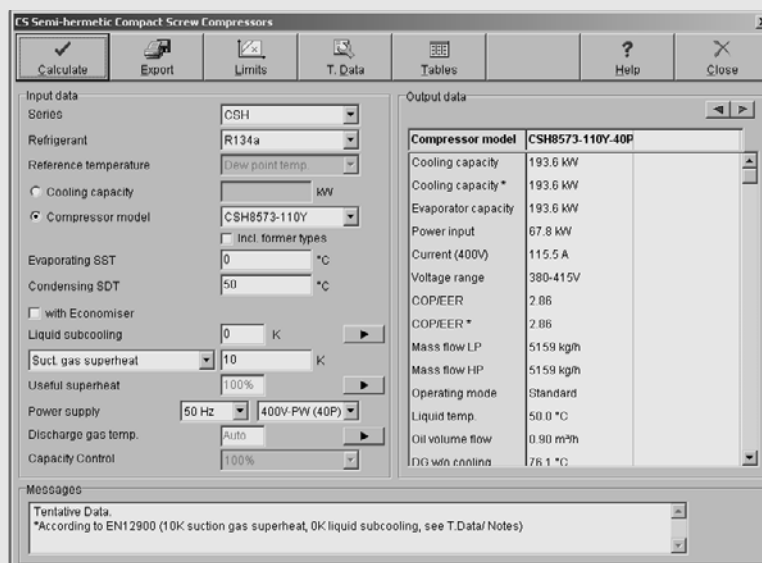 CS Semi-hermetic Compact Screw Compressors
Calculate Export Limits T. Data Tables Help Close
Input data
Series CSH
Refrigerant R134a
Reference temperature Dew point temp.
Cooling capacity kW
Compressor model CSH8573-110Y
Incl. former types
Evaporating SST 0 °C
Condensing SDT 50 °C
with Economiser
Liquid subcooling 0 K
Suct. gas superheat 10 K
Useful superheat 100%
Power supply 50 Hz 400V-PW (40P)
Discharge gas temp. Auto
Capacity Control 100%
Output data
Compressor model CSH8573-110Y-40P
Cooling capacity 193.6 kW
Cooling capacity * 193.6 kW
Evaporator capacity 193.6 kW
Power input 67.8 kW
Current (400V) 115.5 A
Voltage range 380-415V
COP/EER 2.86
COP/EER * 2.86
Mass flow LP 5159 kg/h
Mass flow HP 5159 kg/h
Operating mode Standard
Liquid temp. 50.0 °C
Oil volume flow 0.90 m³/h
DG w/o cooling 76.1 °C
Messages
Tentative Data.
*According to EN12900 (10K suction gas superheat, 0K liquid subcooling, see T.Data/ Notes)